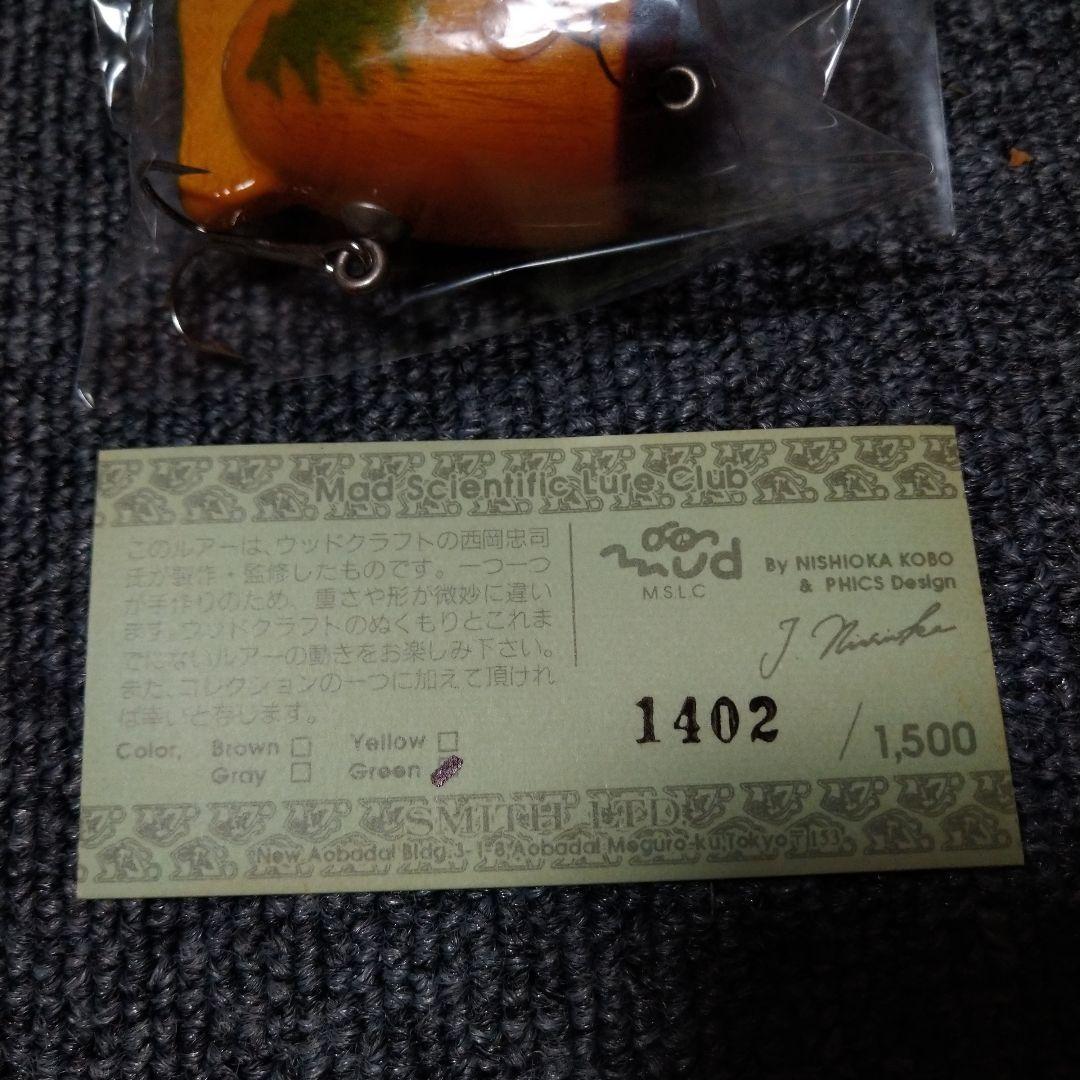 Mad Scientific Lure Club
このルアーは、ウッドクラフトの西岡忠司
氏が製作・監修したものです。一つ一つ
が手作りのため、重さや形が微妙に違い
ます。ウッドクラフトのぬくもりとこれま
でにないルアーの動きをお楽しみ下さい。
また、コレクションの一つに加えて頂けれ
ば幸いと存します。
mud
M.S.L.C
By NISHIOKA KOBO
& PHICS Design
J. Nishioka
1402 / 1,500
Color, Brown □ Yellow □
Gray □ Green
SMITH LTD.
New Aobadai Bldg.3-1-8 Aobadai Meguro-ku,Tokyo〒153